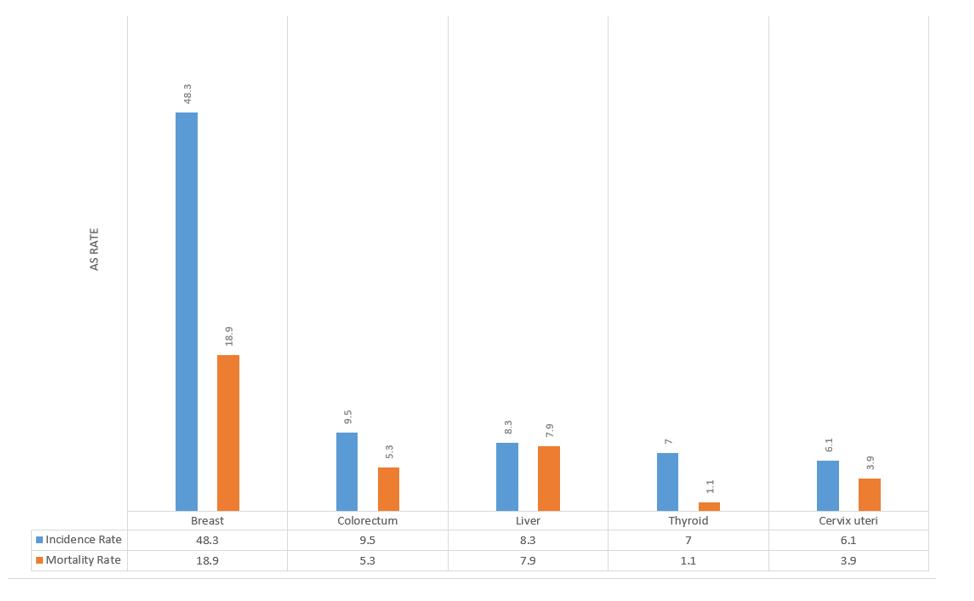 48.3
18.9
9.5
5.3
8.3
7.9
7
1.1
6.1
3.9
AS RATE
Breast Colorectum Liver Thyroid Cervix uteri
Incidence Rate 48.3 9.5 8.3 7 6.1
Mortality Rate 18.9 5.3 7.9 1.1 3.9